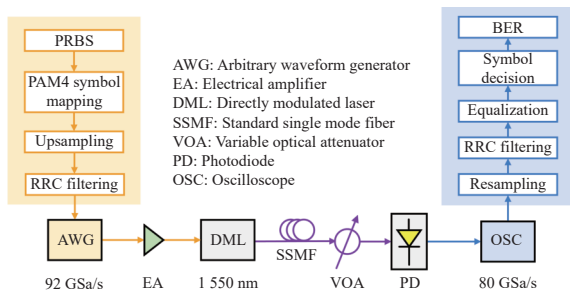 PRBS
PAM4 symbol
mapping
Upsampling
RRC filtering
AWG: Arbitrary waveform generator
EA: Electrical amplifier
DML: Directly modulated laser
SSMF: Standard single mode fiber
VOA: Variable optical attenuator
PD: Photodiode
OSC: Oscilloscope
BER
Symbol
decision
Equalization
RRC filtering
Resampling
AWG
DML
SSMF
OSC
92 GSa/s
EA
1 550 nm
VOA
PD
80 GSa/s